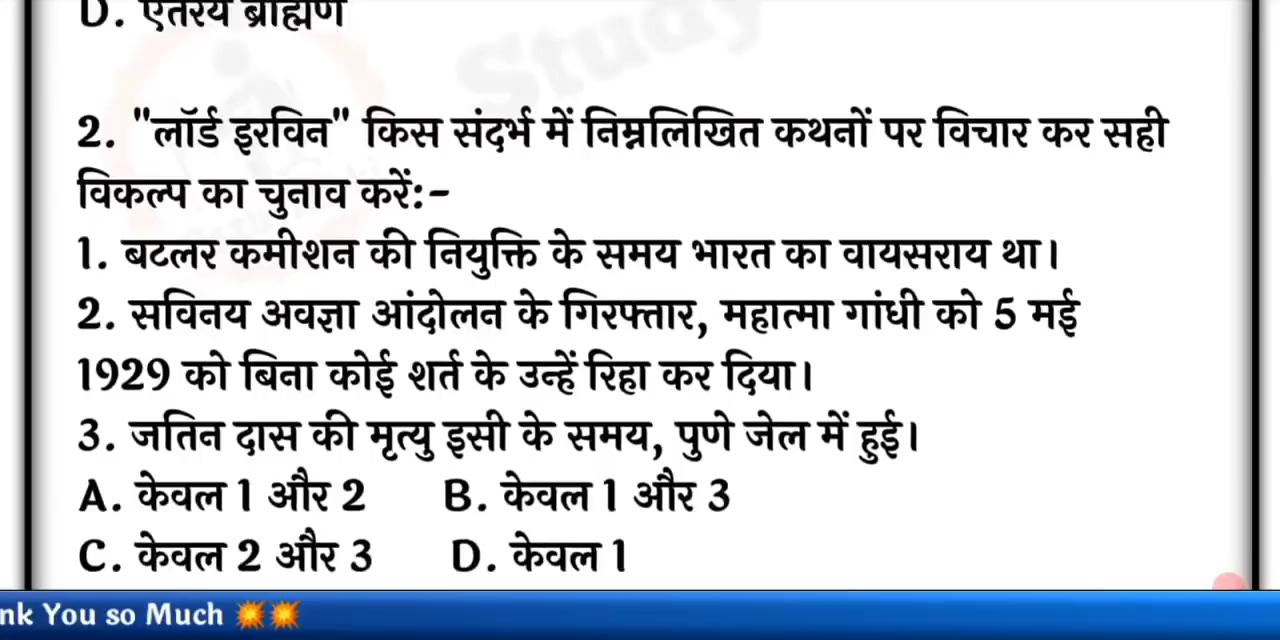 D. ऐतरेय ब्राह्मण
Study
2. "लॉर्ड इरविन" किस संदर्भ में निम्नलिखित कथनों पर विचार कर सही
विकल्प का चुनाव करें:-
1. बटलर कमीशन की नियुक्ति के समय भारत का वायसराय था।
2. सविनय अवज्ञा आंदोलन के गिरफ्तार, महात्मा गांधी को 5 मई
1929 को बिना कोई शर्त के उन्हें रिहा कर दिया।
3. जतिन दास की मृत्यु इसी के समय, पुणे जेल में हुई।
A. केवल 1 और 2 B. केवल 1 और 3
C. केवल 2 और 3 D. केवल 1
nk You so Much 💥💥